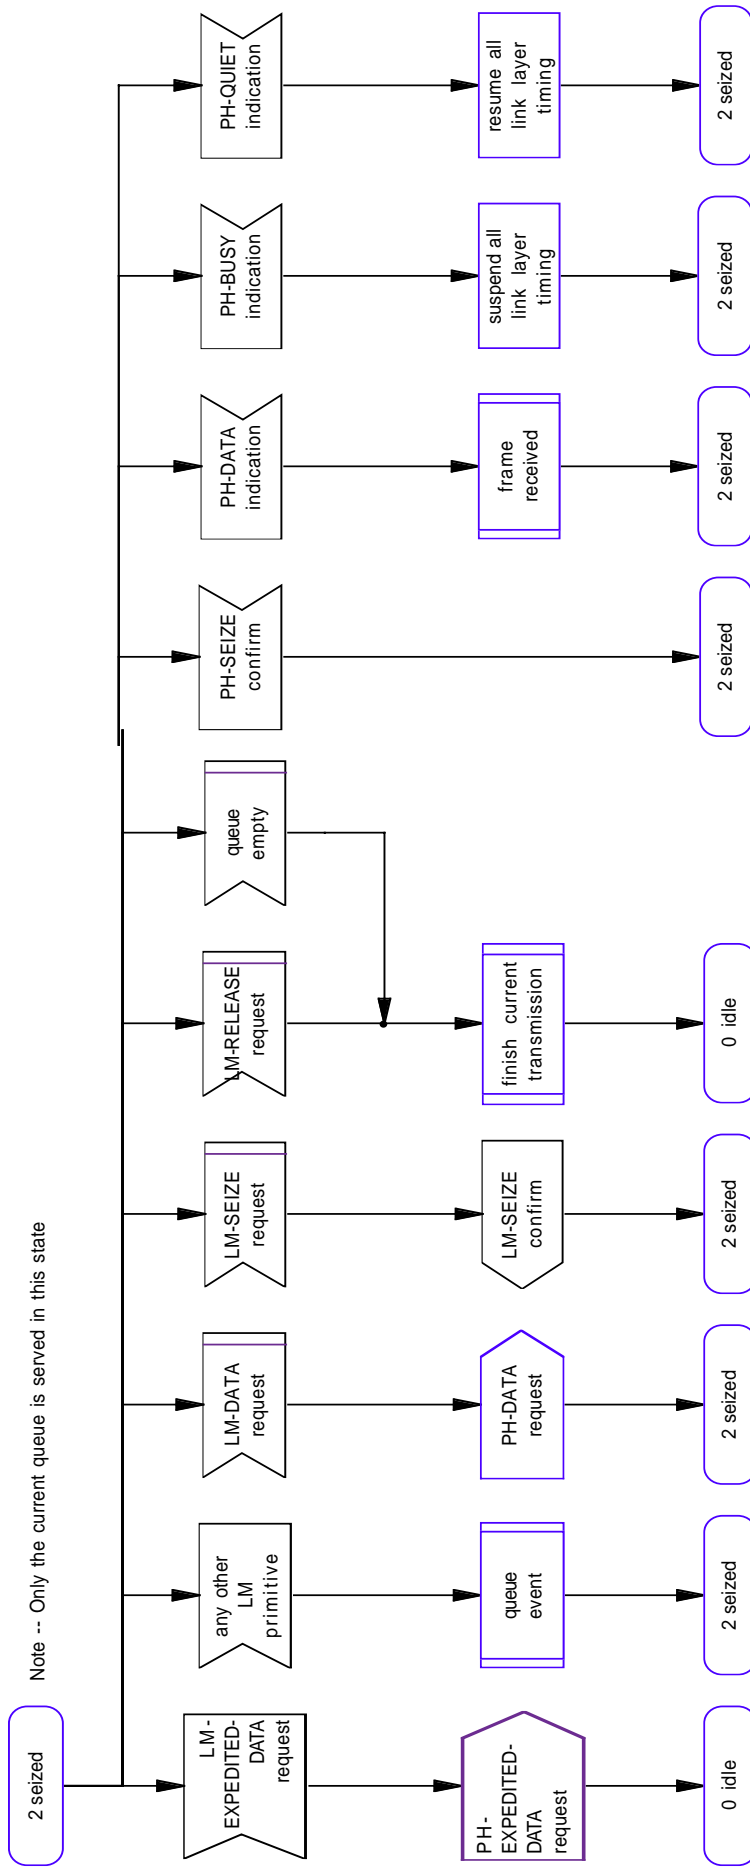 2 seized
Note -- Only the current queue is served in this state
LM-
EXPEDITED-
DATA
request
any other
LM
primitive
LM-DATA
request
LM-SEIZE
request
LM-RELEASE
request
queue
empty
PH-SEIZE
confirm
PH-DATA
indication
PH-BUSY
indication
PH-QUIET
indication
PH-
EXPEDITED-
DATA
request
queue
event
PH-DATA
request
LM-SEIZE
confirm
finish current
transmission
frame
received
suspend all
link layer
timing
resume all
link layer
timing
0 idle
2 seized
2 seized
2 seized
0 idle
2 seized
2 seized
2 seized
2 seized